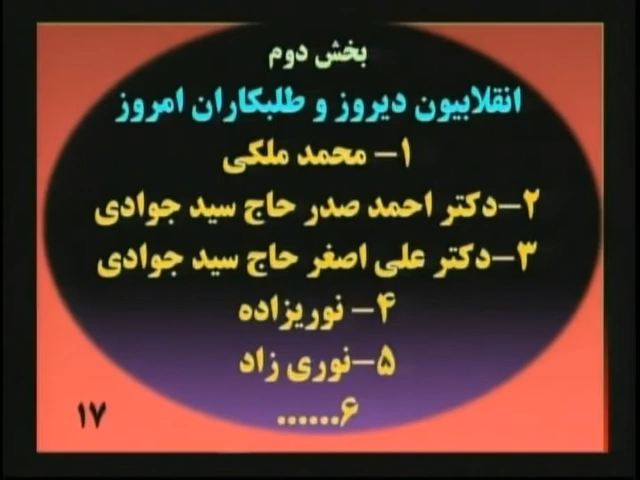 بخش دوم
انقلابیون دیروز و طلبکاران امروز
۱- محمد ملکی
۲-دکتر احمد صدر حاج سید جوادی
۳-دکتر علی اصغر حاج سید جوادی
۴- نوریزاده
۵-نوری زاد
۶......
۱۷